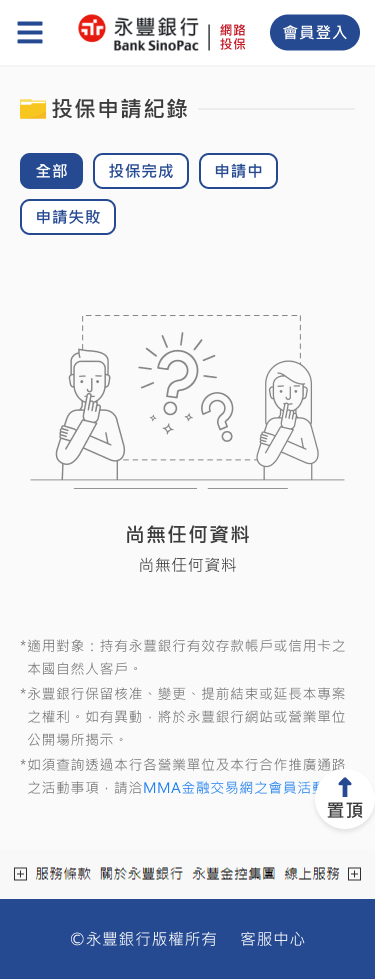 永豐銀行
Bank SinoPac
網路
投保
會員登入
投保申請紀錄
全部 投保完成 申請中
申請失敗
尚無任何資料
尚無任何資料
*適用對象：持有永豐銀行有效存款帳戶或信用卡之
本國自然人客戶。
*永豐銀行保留核准、變更、提前結束或延長本專案
之權利。如有異動，將於永豐銀行網站或營業單位
公開場所揭示。
*如須查詢透過本行各營業單位及本行合作推廣通路
之活動事項，請洽MMA金融交易網之會員活動
置頂
服務條款 關於永豐銀行 永豐金控集團 線上服務
©永豐銀行版權所有 客服中心